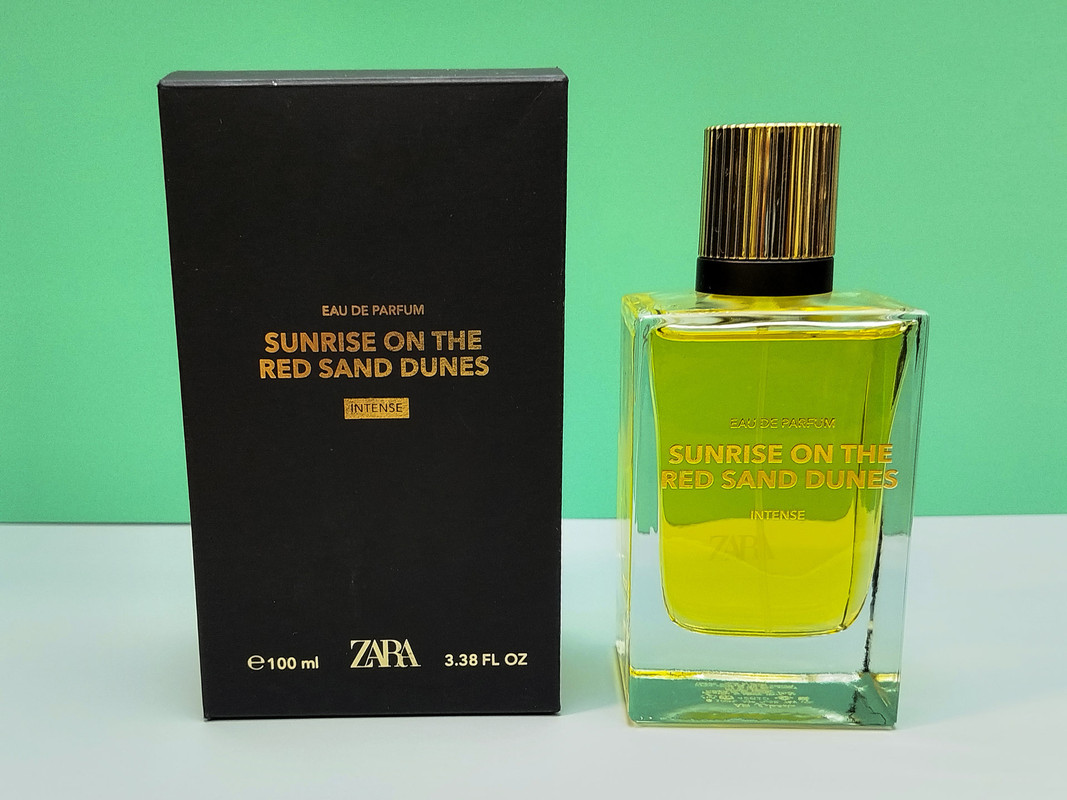 EAU DE PARFUM
SUNRISE ON THE
RED SAND DUNES
INTENSE
℮100 ml
ZARA
3.38 FL OZ
EAU DE PARFUM
SUNRISE ON THE
RED SAND DUNES
INTENSE
ZARA